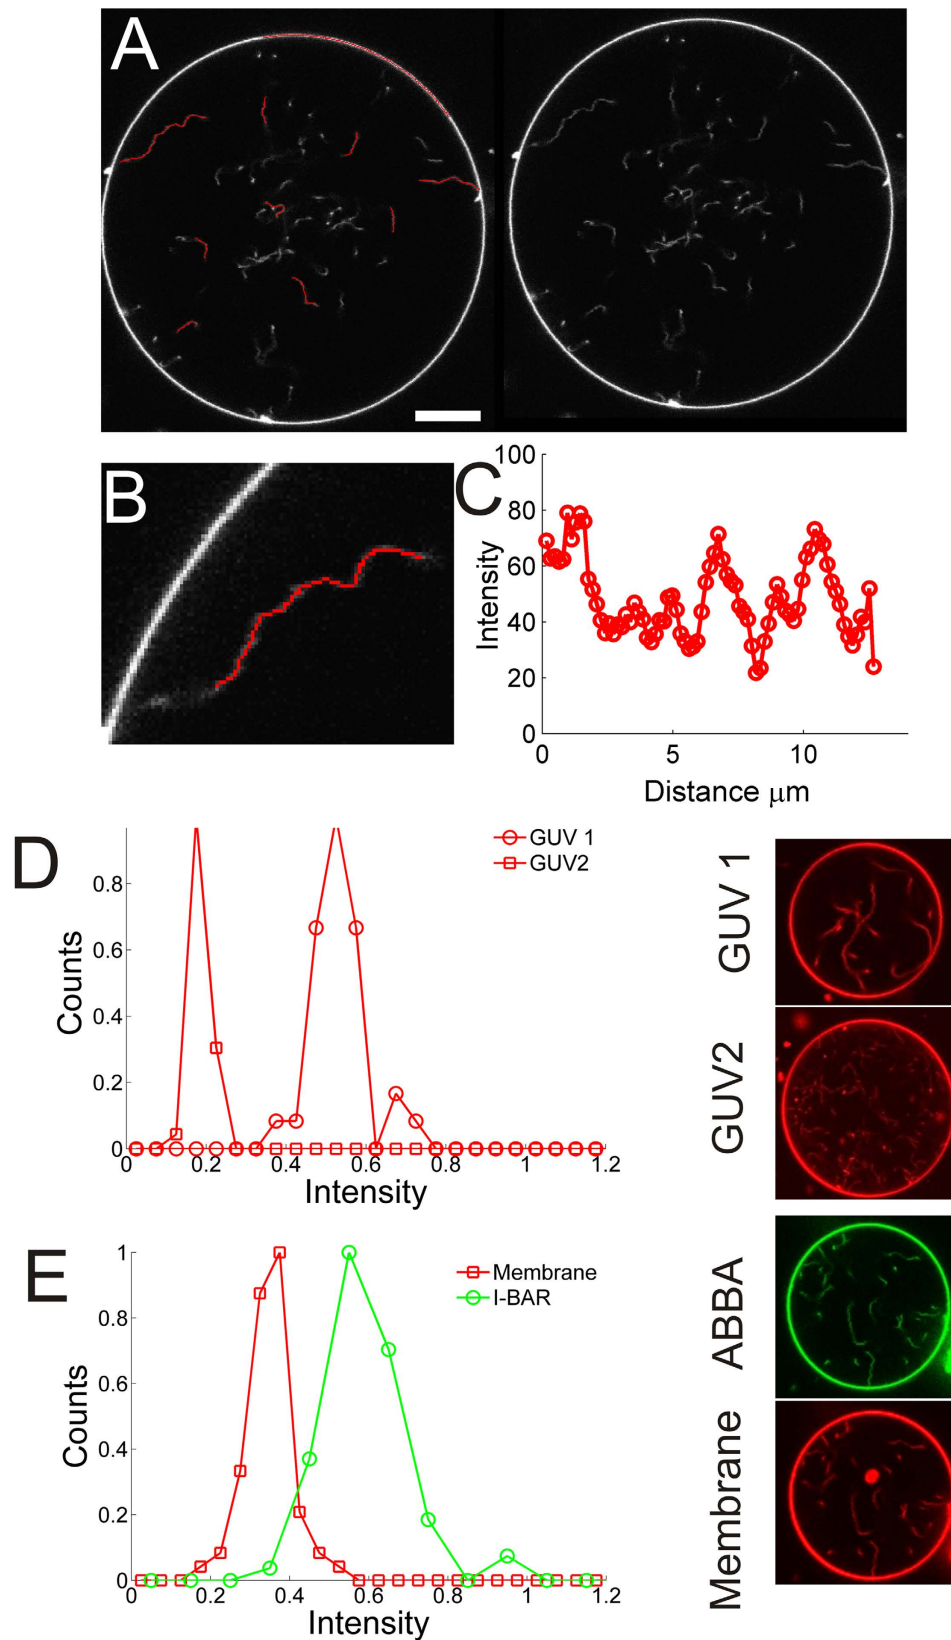 A
B
C
100
80
60
40
20
0
Intensity
0 5 10
Distance μm
D
GUV 1
GUV2
0.8
0.6
0.4
0.2
0
Counts
0 0.2 0.4 0.6 0.8 1 1.2
Intensity
GUV 1
GUV2
E
Membrane
I-BAR
1
0.8
0.6
0.4
0.2
0
Counts
0.2 0.4 0.6 0.8 1 1.2
Intensity
ABBA
Membrane